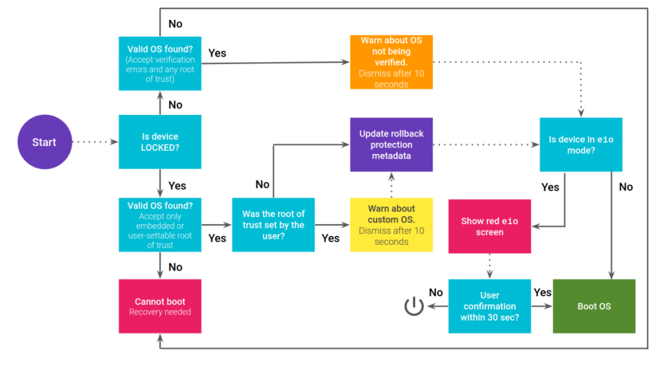 No
Valid OS found?
(Accept verification
errors and any root
of trust)
Yes
Warn about OS
not being
verified.
Dismiss after 10
seconds
No
Start
Is device
LOCKED?
Update rollback
protection
metadata
Is device in eio
mode?
Yes
No
Yes
No
Valid OS found?
Accept only
embedded or
user-settable root
of trust
Yes
Was the root of
trust set by the
user?
Yes
Warn about
custom OS.
Dismiss after 10
seconds
Show red eio
screen
No
Cannot boot
Recovery needed
No
User
confirmation
within 30 sec?
Yes
Boot OS